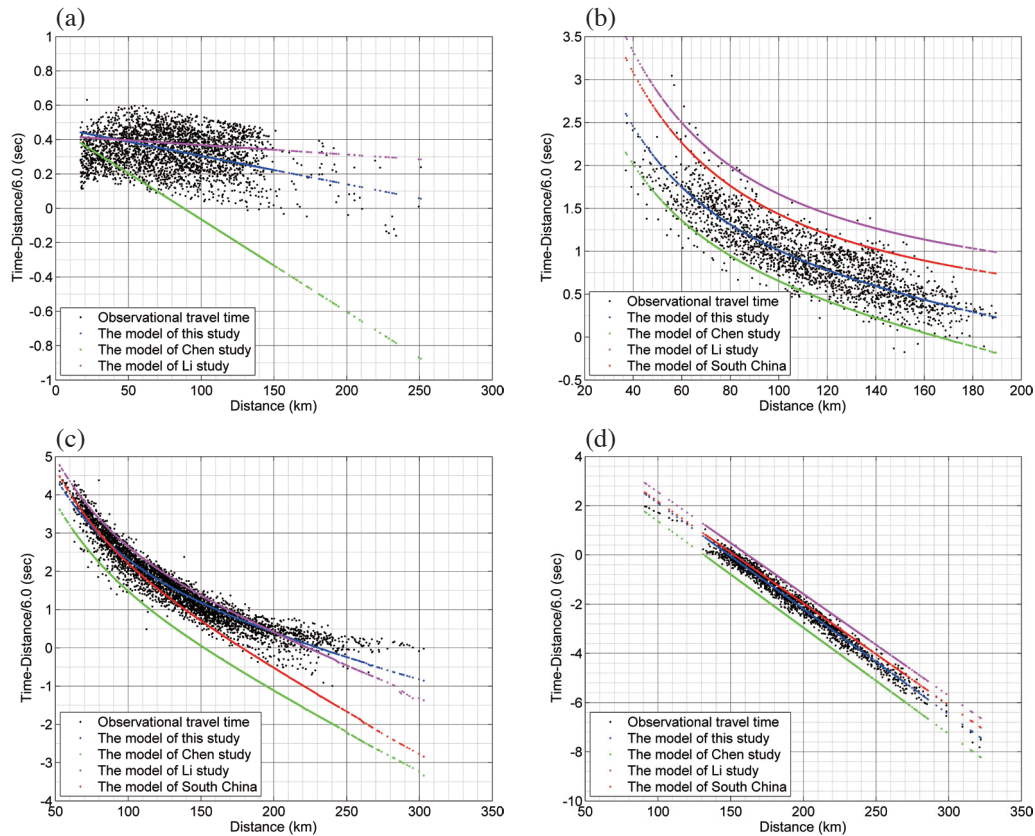 (a)
1
0.8
0.6
0.4
0.2
0
-0.2
-0.4
-0.6
-0.8
-1
Time-Distance/6.0 (sec)
Observational travel time
The model of this study
The model of Chen study
The model of Li study
0 50 100 150 200 250 300
Distance (km)
(b)
3.5
3
2.5
2
1.5
1
0.5
0
-0.5
Time-Distance/6.0 (sec)
Observational travel time
The model of this study
The model of Chen study
The model of Li study
The model of South China
20 40 60 80 100 120 140 160 180 200
Distance (km)
(c)
5
4
3
2
1
0
-1
-2
-3
-4
Time-Distance/6.0 (sec)
Observational travel time
The model of this study
The model of Chen study
The model of Li study
The model of South China
50 100 150 200 250 300 350
Distance (km)
(d)
4
2
0
-2
-4
-6
-8
-10
Time-Distance/6.0 (sec)
Observational travel time
The model of this study
The model of Chen study
The model of Li study
The model of South China
50 100 150 200 250 300 350
Distance (km)